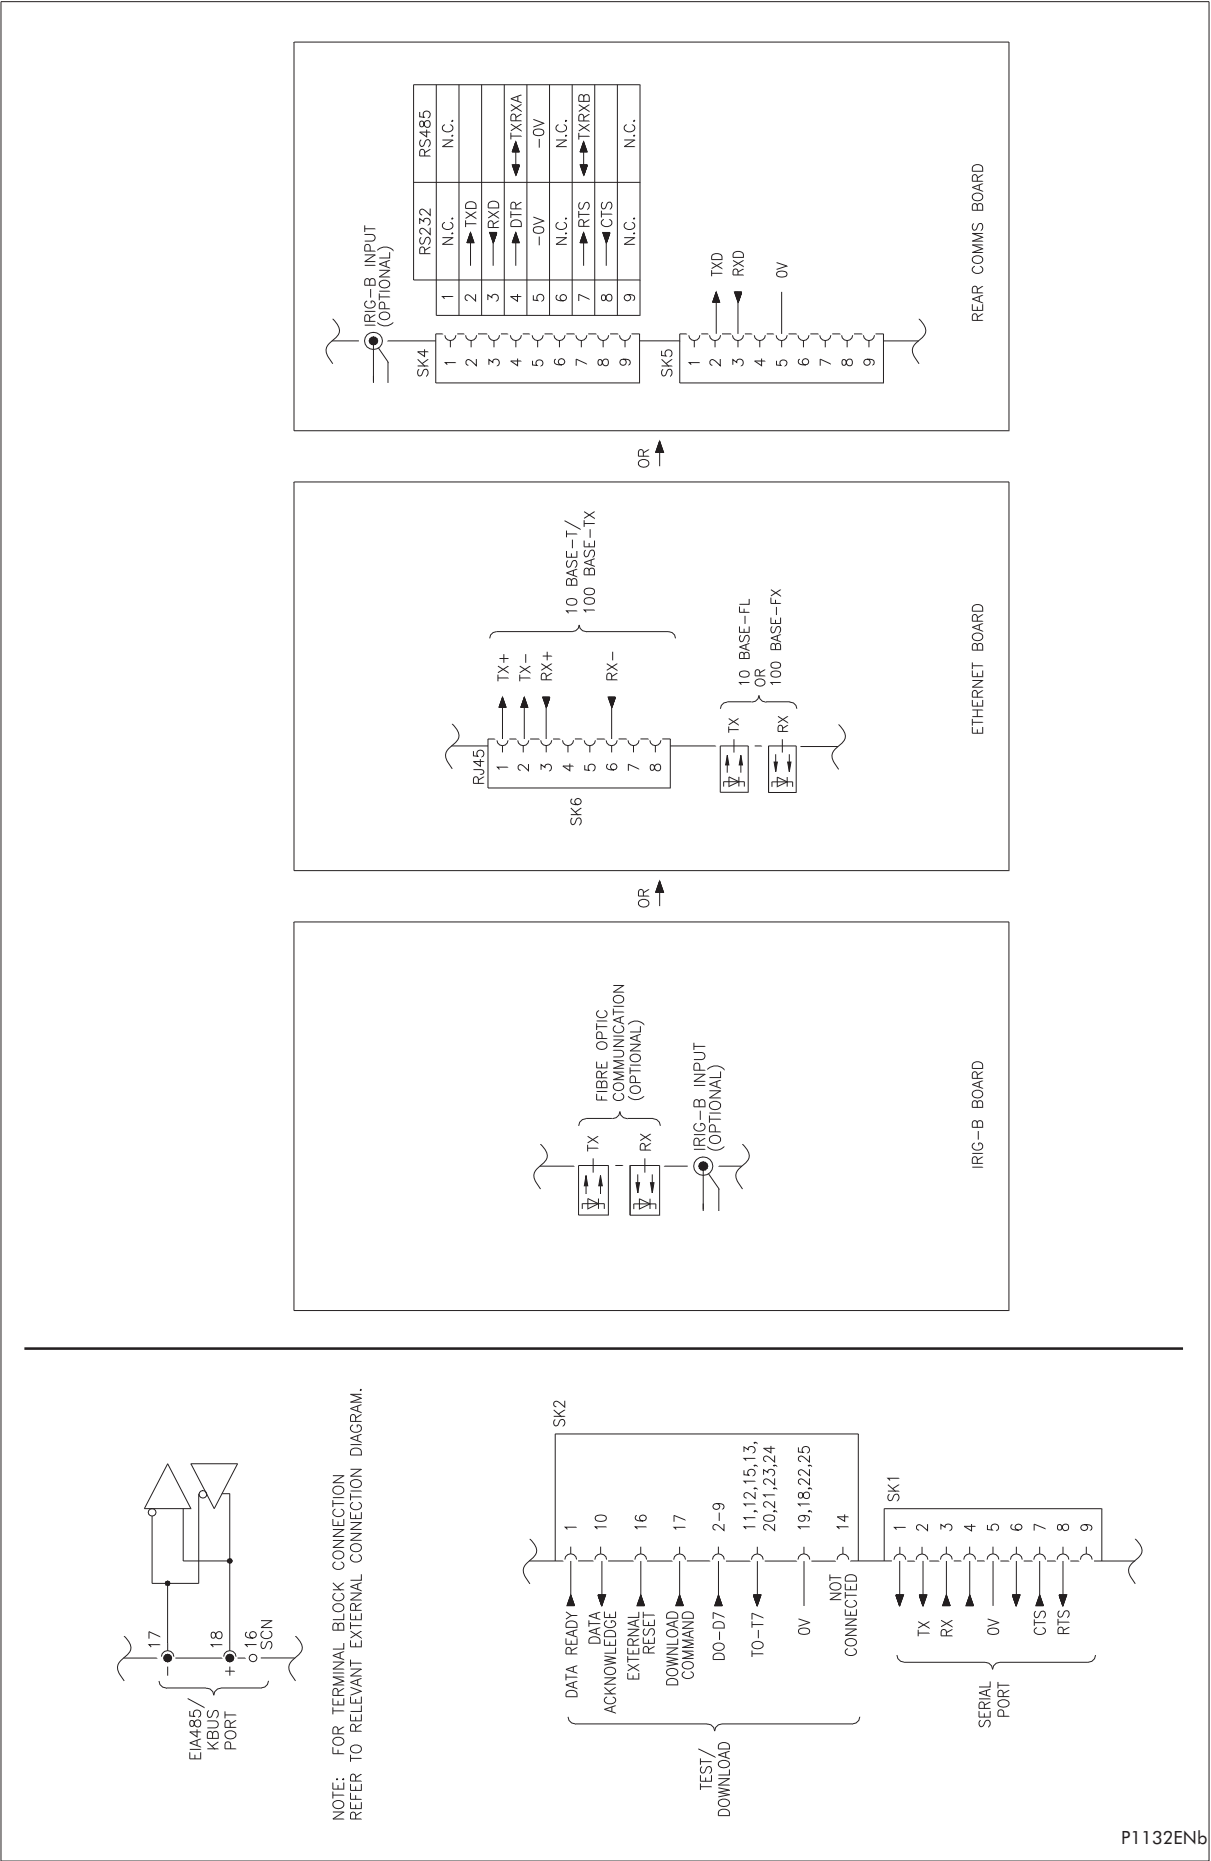 EIA485/
KBUS
PORT
-
17
+
18
16
SCN
NOTE: FOR TERMINAL BLOCK CONNECTION
REFER TO RELEVANT EXTERNAL CONNECTION DIAGRAM.
TEST/
DOWNLOAD
SK2
DATA READY 1
DATA
ACKNOWLEDGE 10
EXTERNAL
RESET 16
DOWNLOAD
COMMAND 17
DO-D7 2-9
TO-T7 11,12,15,13,
20,21,23,24
0V 19,18,22,25
NOT
CONNECTED 14
SERIAL
PORT
SK1
1
TX 2
RX 3
4
0V 5
6
CTS 7
RTS 8
9
FIBRE OPTIC
COMMUNICATION
(OPTIONAL)
TX
RX
IRIG-B INPUT
(OPTIONAL)
IRIG-B BOARD
OR
RJ45
SK6
1 TX+
2 TX-
3 RX+
4
5
6 RX-
7
8
10 BASE-T/
100 BASE-TX
TX
RX
10 BASE-FL
OR
100 BASE-FX
ETHERNET BOARD
OR
IRIG-B INPUT
(OPTIONAL)
SK4
1
2
3
4
5
6
7
8
9
RS232 RS485
1 N.C. N.C.
2 TXD
3 RXD
4 DTR TXRXA
5 -0V -0V
6 N.C. N.C.
7 RTS TXRXB
8 CTS
9 N.C. N.C.
SK5
1
2 TXD
3 RXD
4
5 0V
6
7
8
9
REAR COMMS BOARD
P1132ENb